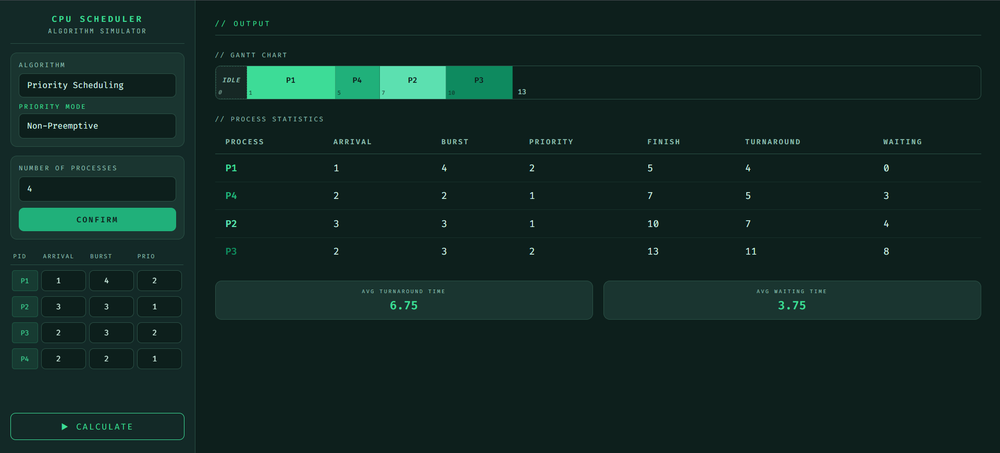 CPU SCHEDULER
ALGORITHM SIMULATOR
ALGORITHM
Priority Scheduling
PRIORITY MODE
Non-Preemptive
NUMBER OF PROCESSES
4
CONFIRM
PID ARRIVAL BURST PRIO
P1 1 4 2
P2 3 3 1
P3 2 3 2
P4 2 2 1
▶ CALCULATE
// OUTPUT
// GANTT CHART
IDLE P1 P4 P2 P3
0 1 5 7 10 13
// PROCESS STATISTICS
PROCESS ARRIVAL BURST PRIORITY FINISH TURNAROUND WAITING
P1 1 4 2 5 4 0
P4 2 2 1 7 5 3
P2 3 3 1 10 7 4
P3 2 3 2 13 11 8
AVG TURNAROUND TIME
6.75
AVG WAITING TIME
3.75